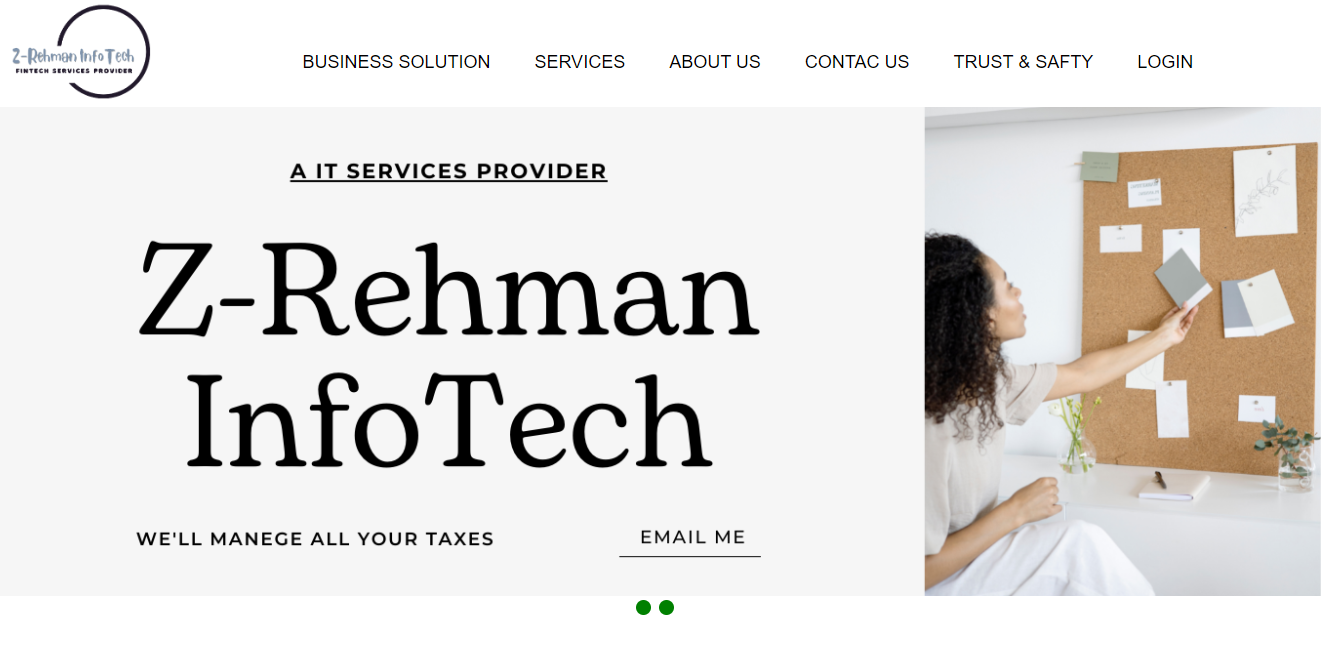 Z-Rehman InfoTech
FINTECH SERVICES PROVIDER
BUSINESS SOLUTION SERVICES ABOUT US CONTAC US TRUST & SAFTY LOGIN
A IT SERVICES PROVIDER
Z-Rehman
InfoTech
WE'LL MANEGE ALL YOUR TAXES
EMAIL ME